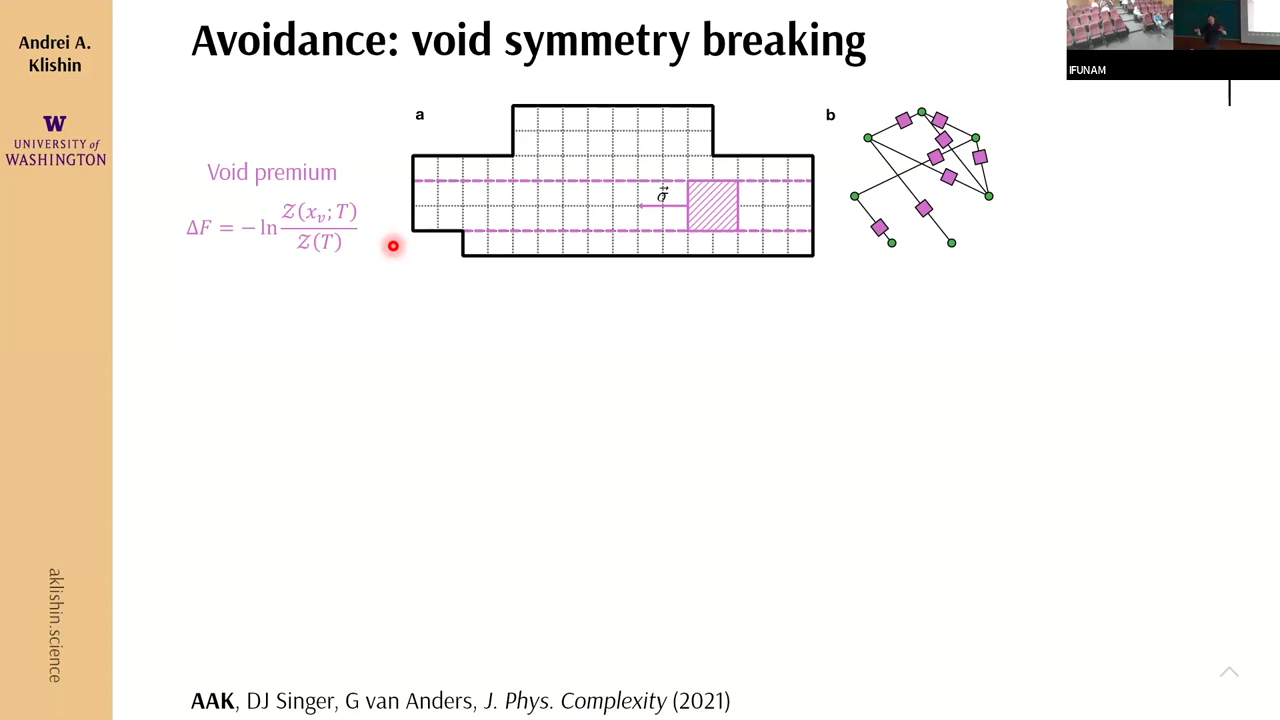 Andrei A.
Klishin
W
UNIVERSITY of
WASHINGTON
aklishin.science
Avoidance: void symmetry breaking
IFUNAM
Void premium
ΔF = −ln 𝒵(x_v; T) / 𝒵(T)
a
σ⃗
b
AAK, DJ Singer, G van Anders, J. Phys. Complexity (2021)